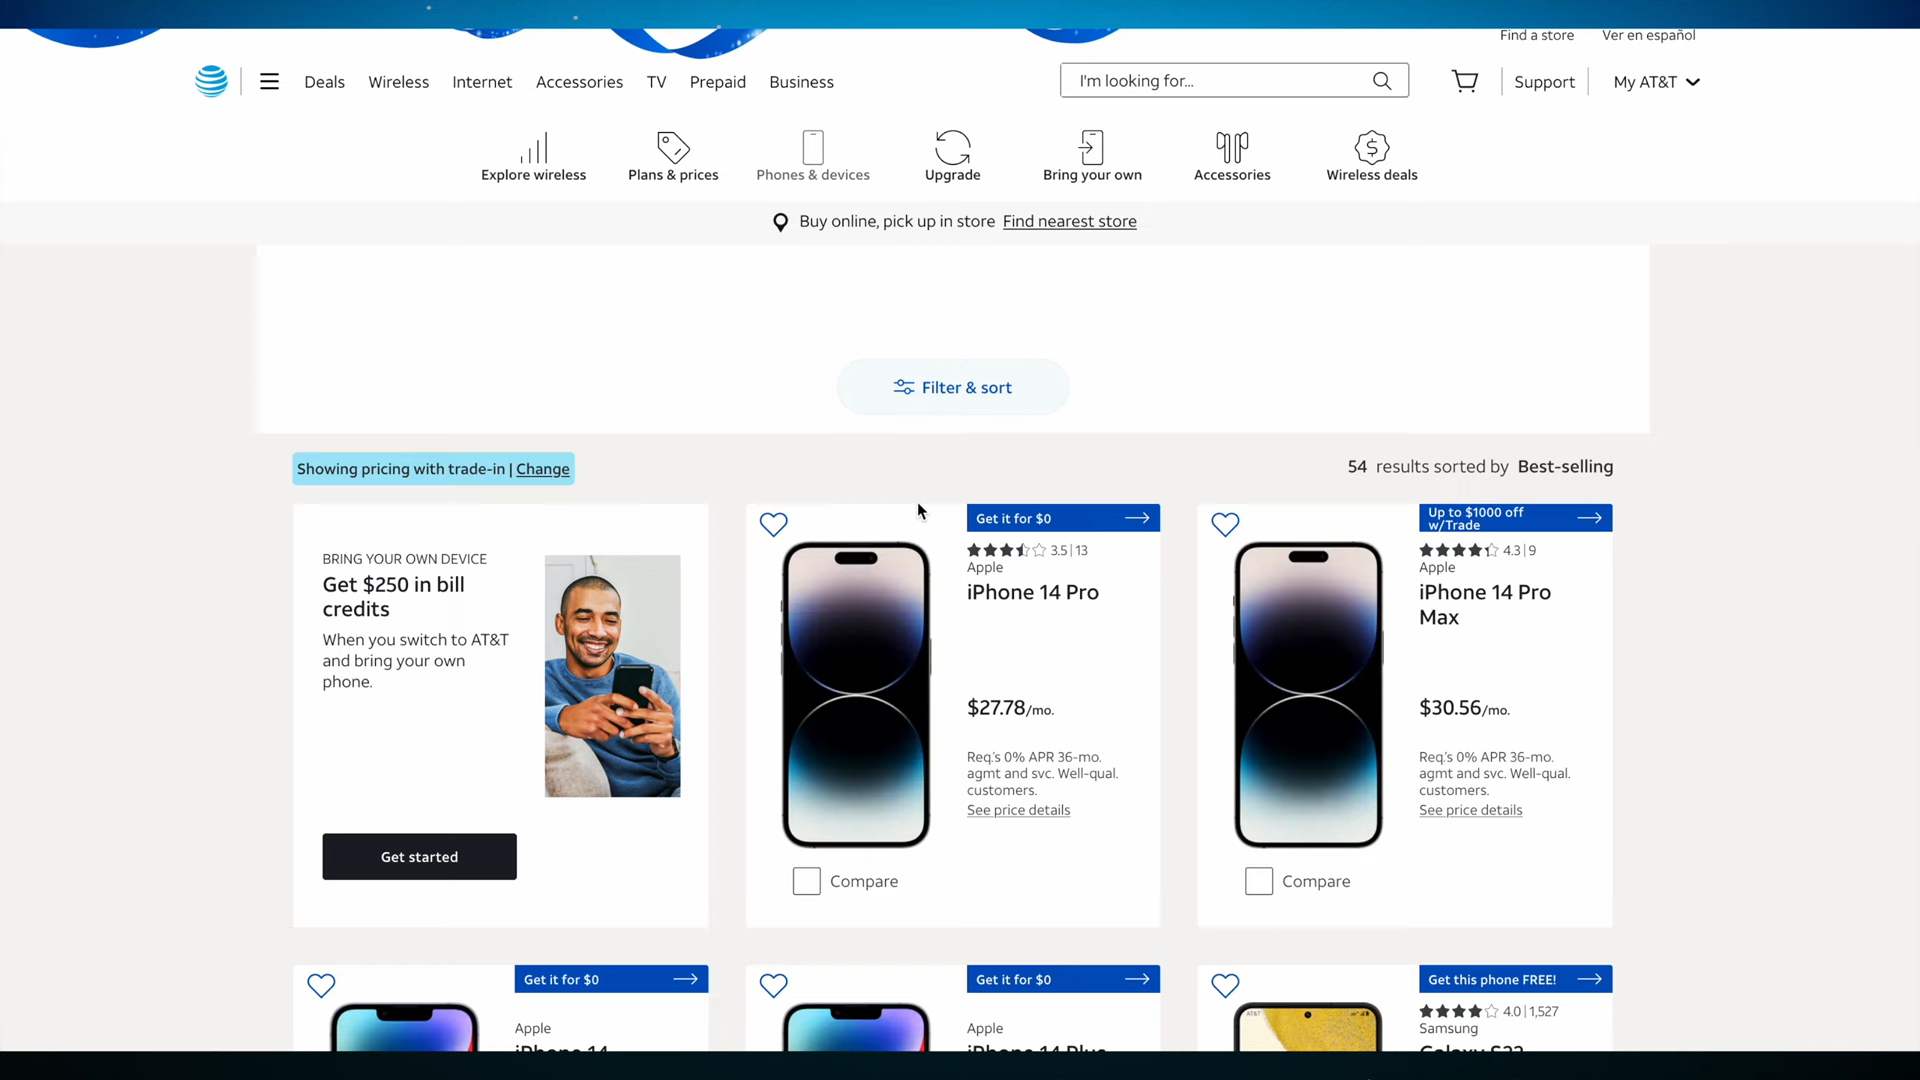 Find a store Ver en español
Deals Wireless Internet Accessories TV Prepaid Business I'm looking for... Support My AT&T
Explore wireless Plans & prices Phones & devices Upgrade Bring your own Accessories Wireless deals
Buy online, pick up in store Find nearest store
Filter & sort
Showing pricing with trade-in | Change
54 results sorted by Best-selling
BRING YOUR OWN DEVICE
Get $250 in bill
credits
When you switch to AT&T
and bring your own
phone.
Get started
Get it for $0
3.5 | 13
Apple
iPhone 14 Pro
$27.78/mo.
Req.'s 0% APR 36-mo.
agmt and svc. Well-qual.
customers.
See price details
Compare
Up to $1000 off
w/Trade
4.3 | 9
Apple
iPhone 14 Pro
Max
$30.56/mo.
Req.'s 0% APR 36-mo.
agmt and svc. Well-qual.
customers.
See price details
Compare
Get it for $0
Apple
iPhone 14
Get it for $0
Apple
iPhone 14 Plus
Get this phone FREE!
4.0 | 1,527
Samsung
Galaxy S22
AT&T